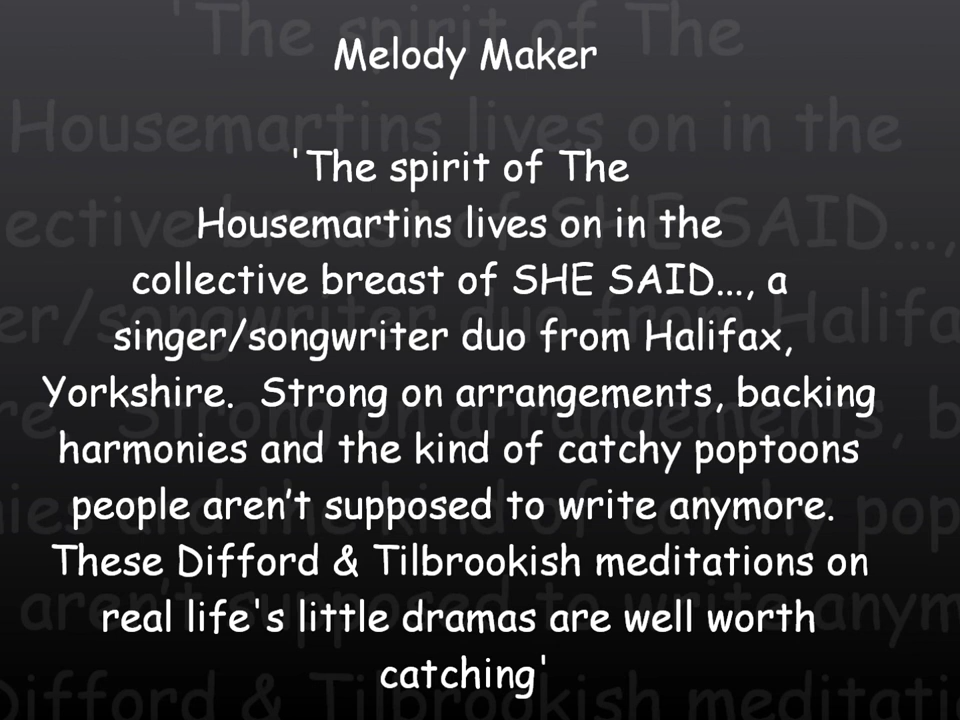 Melody Maker
'The spirit of The
Housemartins lives on in the
collective breast of SHE SAID..., a
singer/songwriter duo from Halifax,
Yorkshire.  Strong on arrangements, backing
harmonies and the kind of catchy poptoons
people aren’t supposed to write anymore.
These Difford & Tilbrookish meditations on
real life's little dramas are well worth
catching'